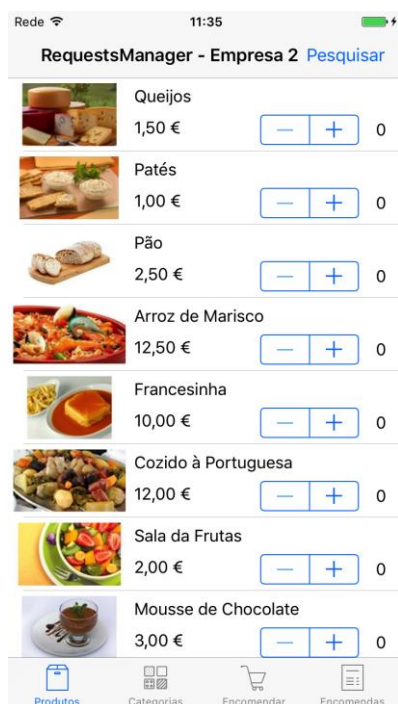 Rede 11:35
RequestsManager - Empresa 2 Pesquisar
Queijos
1,50 € — + 0
Patés
1,00 € — + 0
Pão
2,50 € — + 0
Arroz de Marisco
12,50 € — + 0
Francesinha
10,00 € — + 0
Cozido à Portuguesa
12,00 € — + 0
Sala da Frutas
2,00 € — + 0
Mousse de Chocolate
3,00 € — + 0
Produtos Categorias Encomendar Encomendas